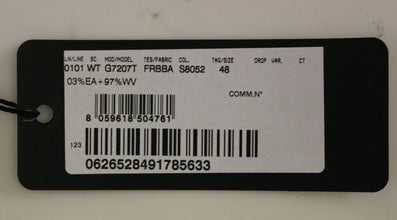 LN/LINE SC MOD/MODEL TES/FABRIC COL. TAG/SIZE DROP VAR. CT
0101 WT G7207T FRBBA S8052 48
03%EA+97%WV
COMM.N°
8 059618 504761
123
0626528491785633